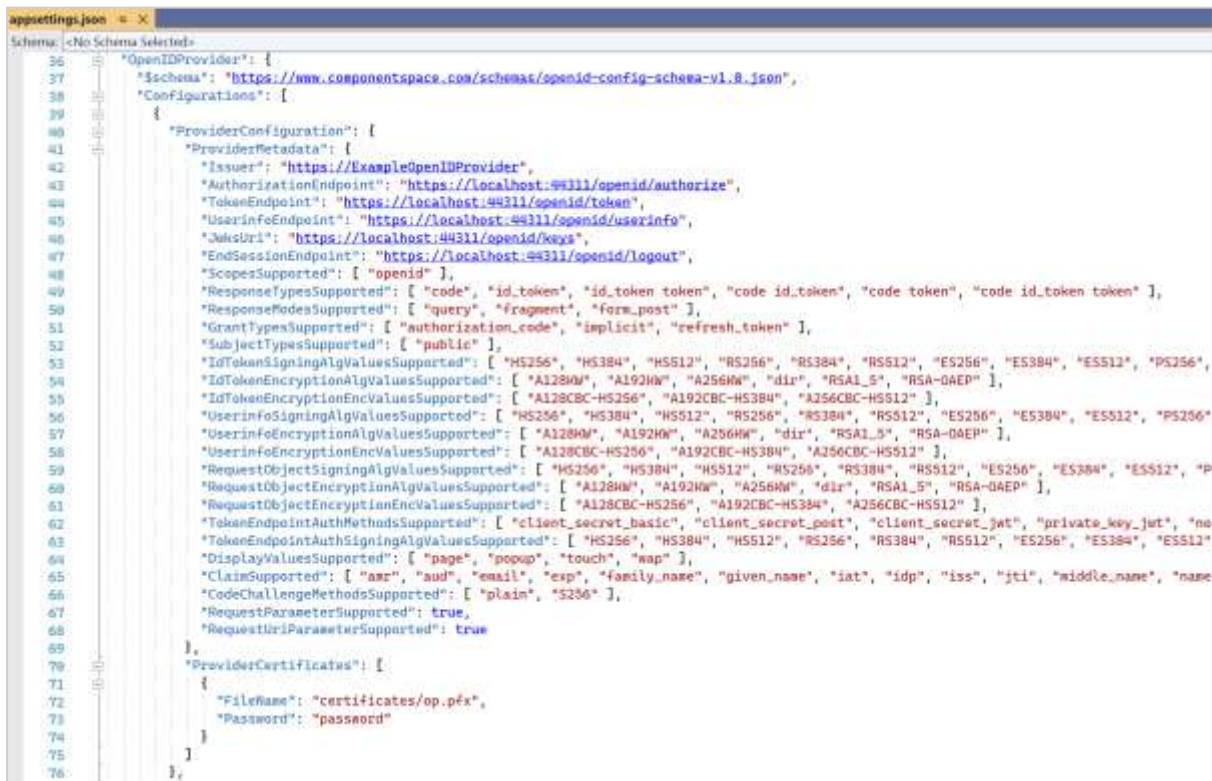 appsettings.json
Schema: <No Schema Selected>
36 "OpenIDProvider": {
37 "$schema": "https://www.componentspace.com/schemas/openid-config-schema-v1.0.json",
38 "Configurations": [
39 {
40 "ProviderConfiguration": {
41 "ProviderMetadata": {
42 "Issuer": "https://ExampleOpenIDProvider",
43 "AuthorizationEndpoint": "https://localhost:44311/openid/authorize",
44 "TokenEndpoint": "https://localhost:44311/openid/token",
45 "UserinfoEndpoint": "https://localhost:44311/openid/userinfo",
46 "JwksUri": "https://localhost:44311/openid/keys",
47 "EndSessionEndpoint": "https://localhost:44311/openid/logout",
48 "ScopesSupported": [ "openid" ],
49 "ResponseTypesSupported": [ "code", "id_token", "id_token token", "code id_token", "code token", "code id_token token" ],
50 "ResponseModesSupported": [ "query", "fragment", "form_post" ],
51 "GrantTypesSupported": [ "authorization_code", "implicit", "refresh_token" ],
52 "SubjectTypesSupported": [ "public" ],
53 "IdTokenSigningAlgValuesSupported": [ "HS256", "HS384", "HS512", "RS256", "RS384", "RS512", "ES256", "ES384", "ES512", "PS256",
54 "IdTokenEncryptionAlgValuesSupported": [ "A128KW", "A192KW", "A256KW", "dir", "RSA1_5", "RSA-OAEP" ],
55 "IdTokenEncryptionEncValuesSupported": [ "A128CBC-HS256", "A192CBC-HS384", "A256CBC-HS512" ],
56 "UserinfoSigningAlgValuesSupported": [ "HS256", "HS384", "HS512", "RS256", "RS384", "RS512", "ES256", "ES384", "ES512", "PS256"
57 "UserinfoEncryptionAlgValuesSupported": [ "A128KW", "A192KW", "A256KW", "dir", "RSA1_5", "RSA-OAEP" ],
58 "UserinfoEncryptionEncValuesSupported": [ "A128CBC-HS256", "A192CBC-HS384", "A256CBC-HS512" ],
59 "RequestObjectSigningAlgValuesSupported": [ "HS256", "HS384", "HS512", "RS256", "RS384", "RS512", "ES256", "ES384", "ES512", "P
60 "RequestObjectEncryptionAlgValuesSupported": [ "A128KW", "A192KW", "A256KW", "dir", "RSA1_5", "RSA-OAEP" ],
61 "RequestObjectEncryptionEncValuesSupported": [ "A128CBC-HS256", "A192CBC-HS384", "A256CBC-HS512" ],
62 "TokenEndpointAuthMethodsSupported": [ "client_secret_basic", "client_secret_post", "client_secret_jwt", "private_key_jwt", "no
63 "TokenEndpointAuthSigningAlgValuesSupported": [ "HS256", "HS384", "HS512", "RS256", "RS384", "RS512", "ES256", "ES384", "ES512"
64 "DisplayValuesSupported": [ "page", "popup", "touch", "wap" ],
65 "ClaimSupported": [ "amr", "aud", "email", "exp", "family_name", "given_name", "iat", "idp", "iss", "jti", "middle_name", "name
66 "CodeChallengeMethodsSupported": [ "plain", "S256" ],
67 "RequestParameterSupported": true,
68 "RequestUriParameterSupported": true
69 },
70 "ProviderCertificates": [
71 {
72 "FileName": "certificates/op.pfx",
73 "Password": "password"
74 }
75 ]
76 },